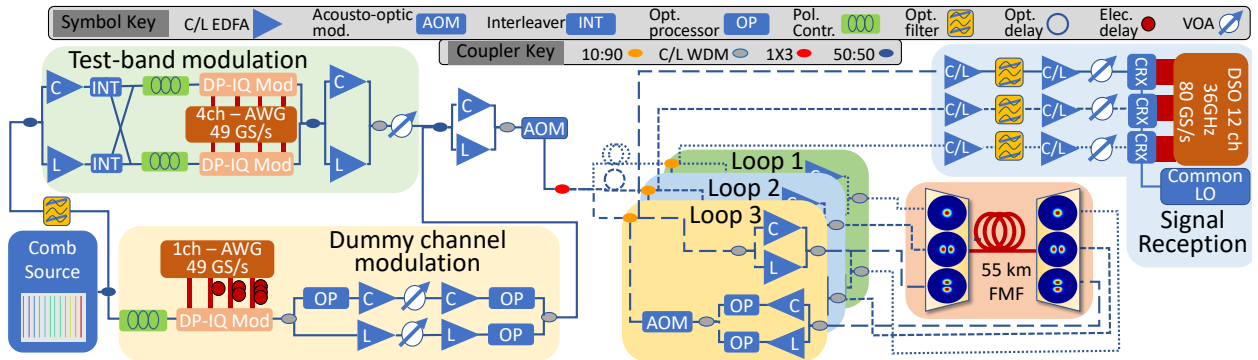 Symbol Key
C/L EDFA
Acousto-optic
mod.
AOM
Interleaver
INT
Opt.
processor
OP
Pol.
Contr.
Opt.
filter
Opt.
delay
Elec.
delay
VOA
Coupler Key
10:90
C/L WDM
1X3
50:50
Test-band modulation
C
INT
DP-IQ Mod
4ch – AWG
49 GS/s
L
INT
DP-IQ Mod
C
L
C
L
AOM
Comb
Source
1ch – AWG
49 GS/s
DP-IQ Mod
Dummy channel
modulation
OP
C
C
OP
OP
L
L
OP
Loop 1
C
Loop 2
C
Loop 3
C
L
AOM
OP
C
OP
L
55 km
FMF
C/L
C/L
CRX
C/L
C/L
CRX
C/L
C/L
CRX
DSO 12 ch
36GHz
80 GS/s
Common
LO
Signal
Reception